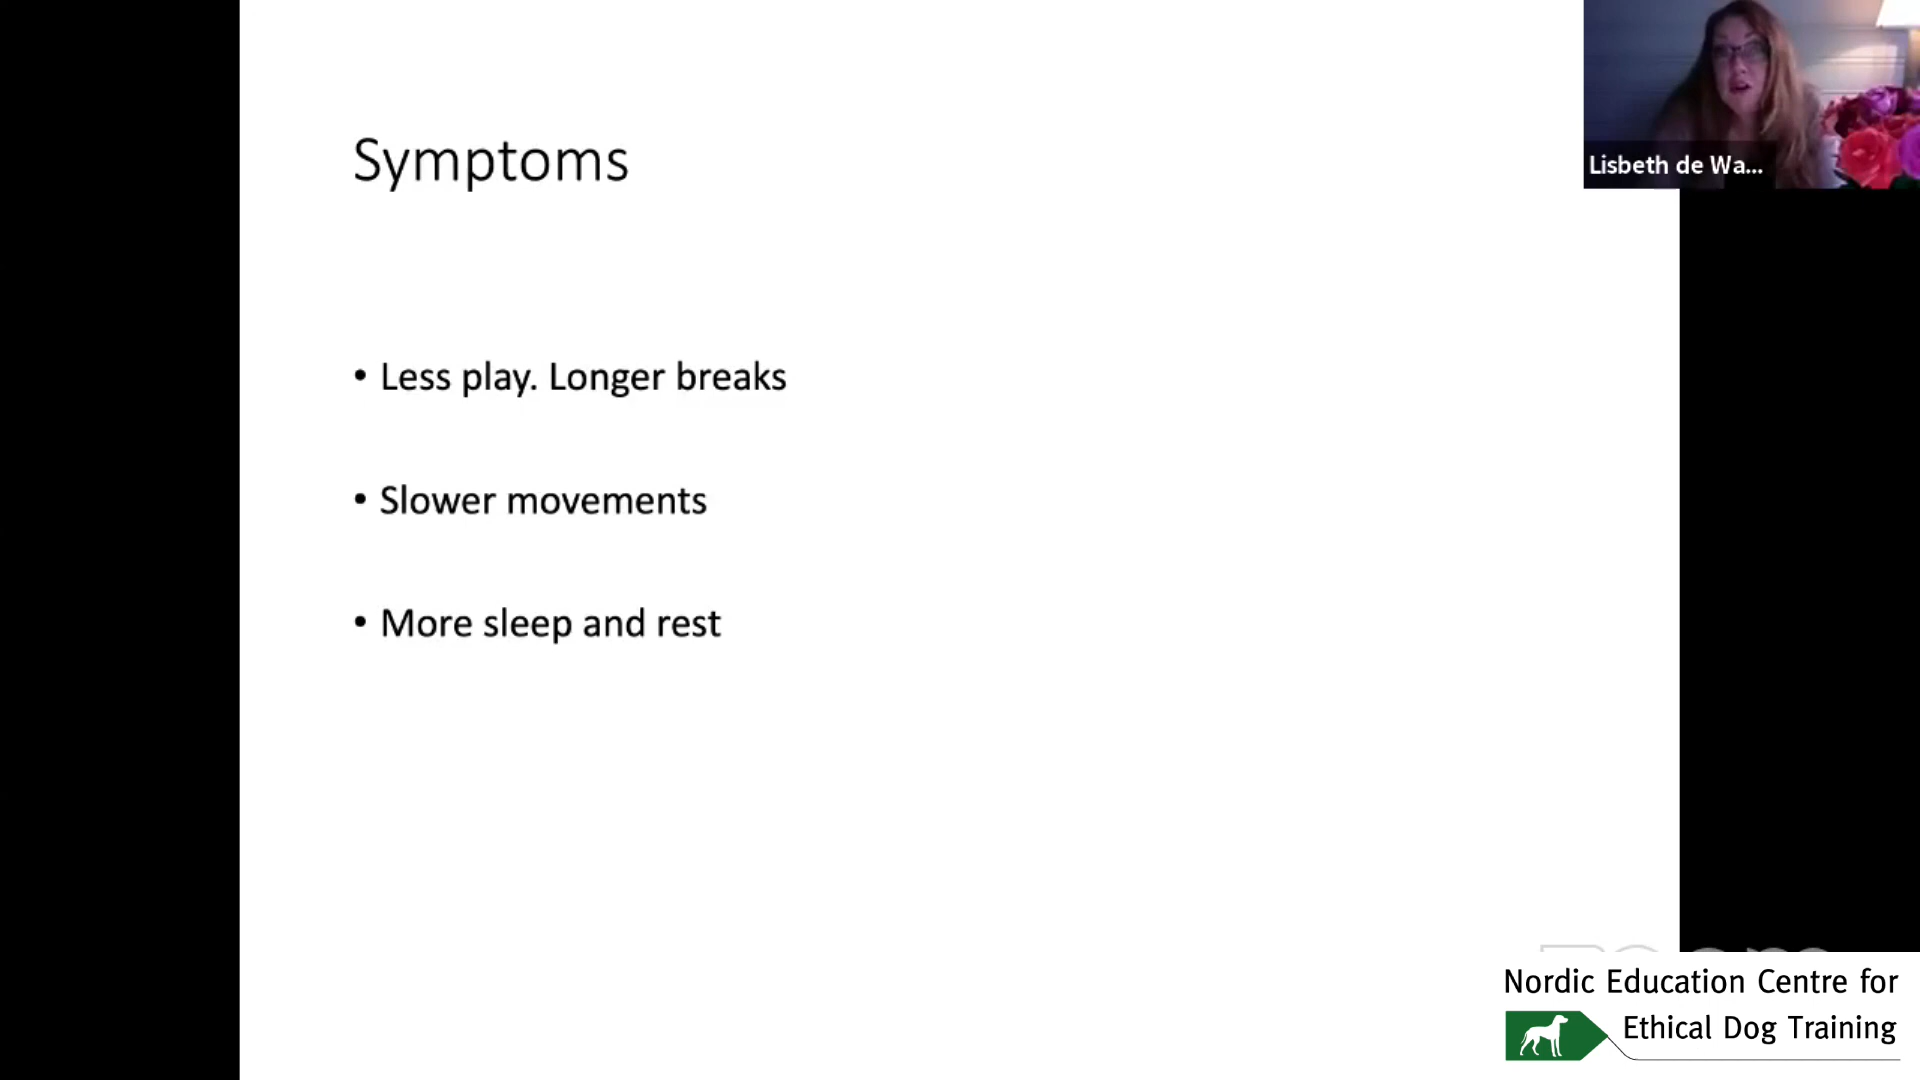 Symptoms
Lisbeth de Wa...
• Less play. Longer breaks
• Slower movements
• More sleep and rest
Nordic Education Centre for
Ethical Dog Training